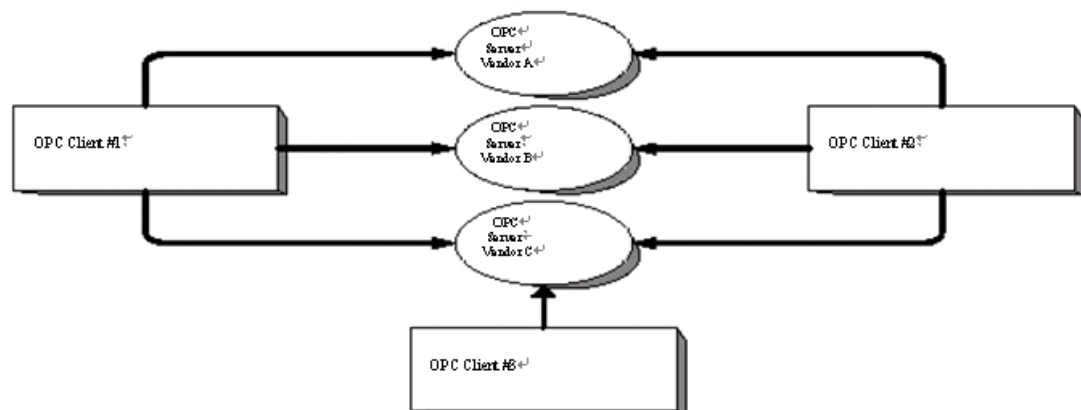 OPC
Server
Vendor A
OPC Client #1
OPC
Server
Vendor B
OPC Client #2
OPC
Server
Vendor C
OPC Client #3